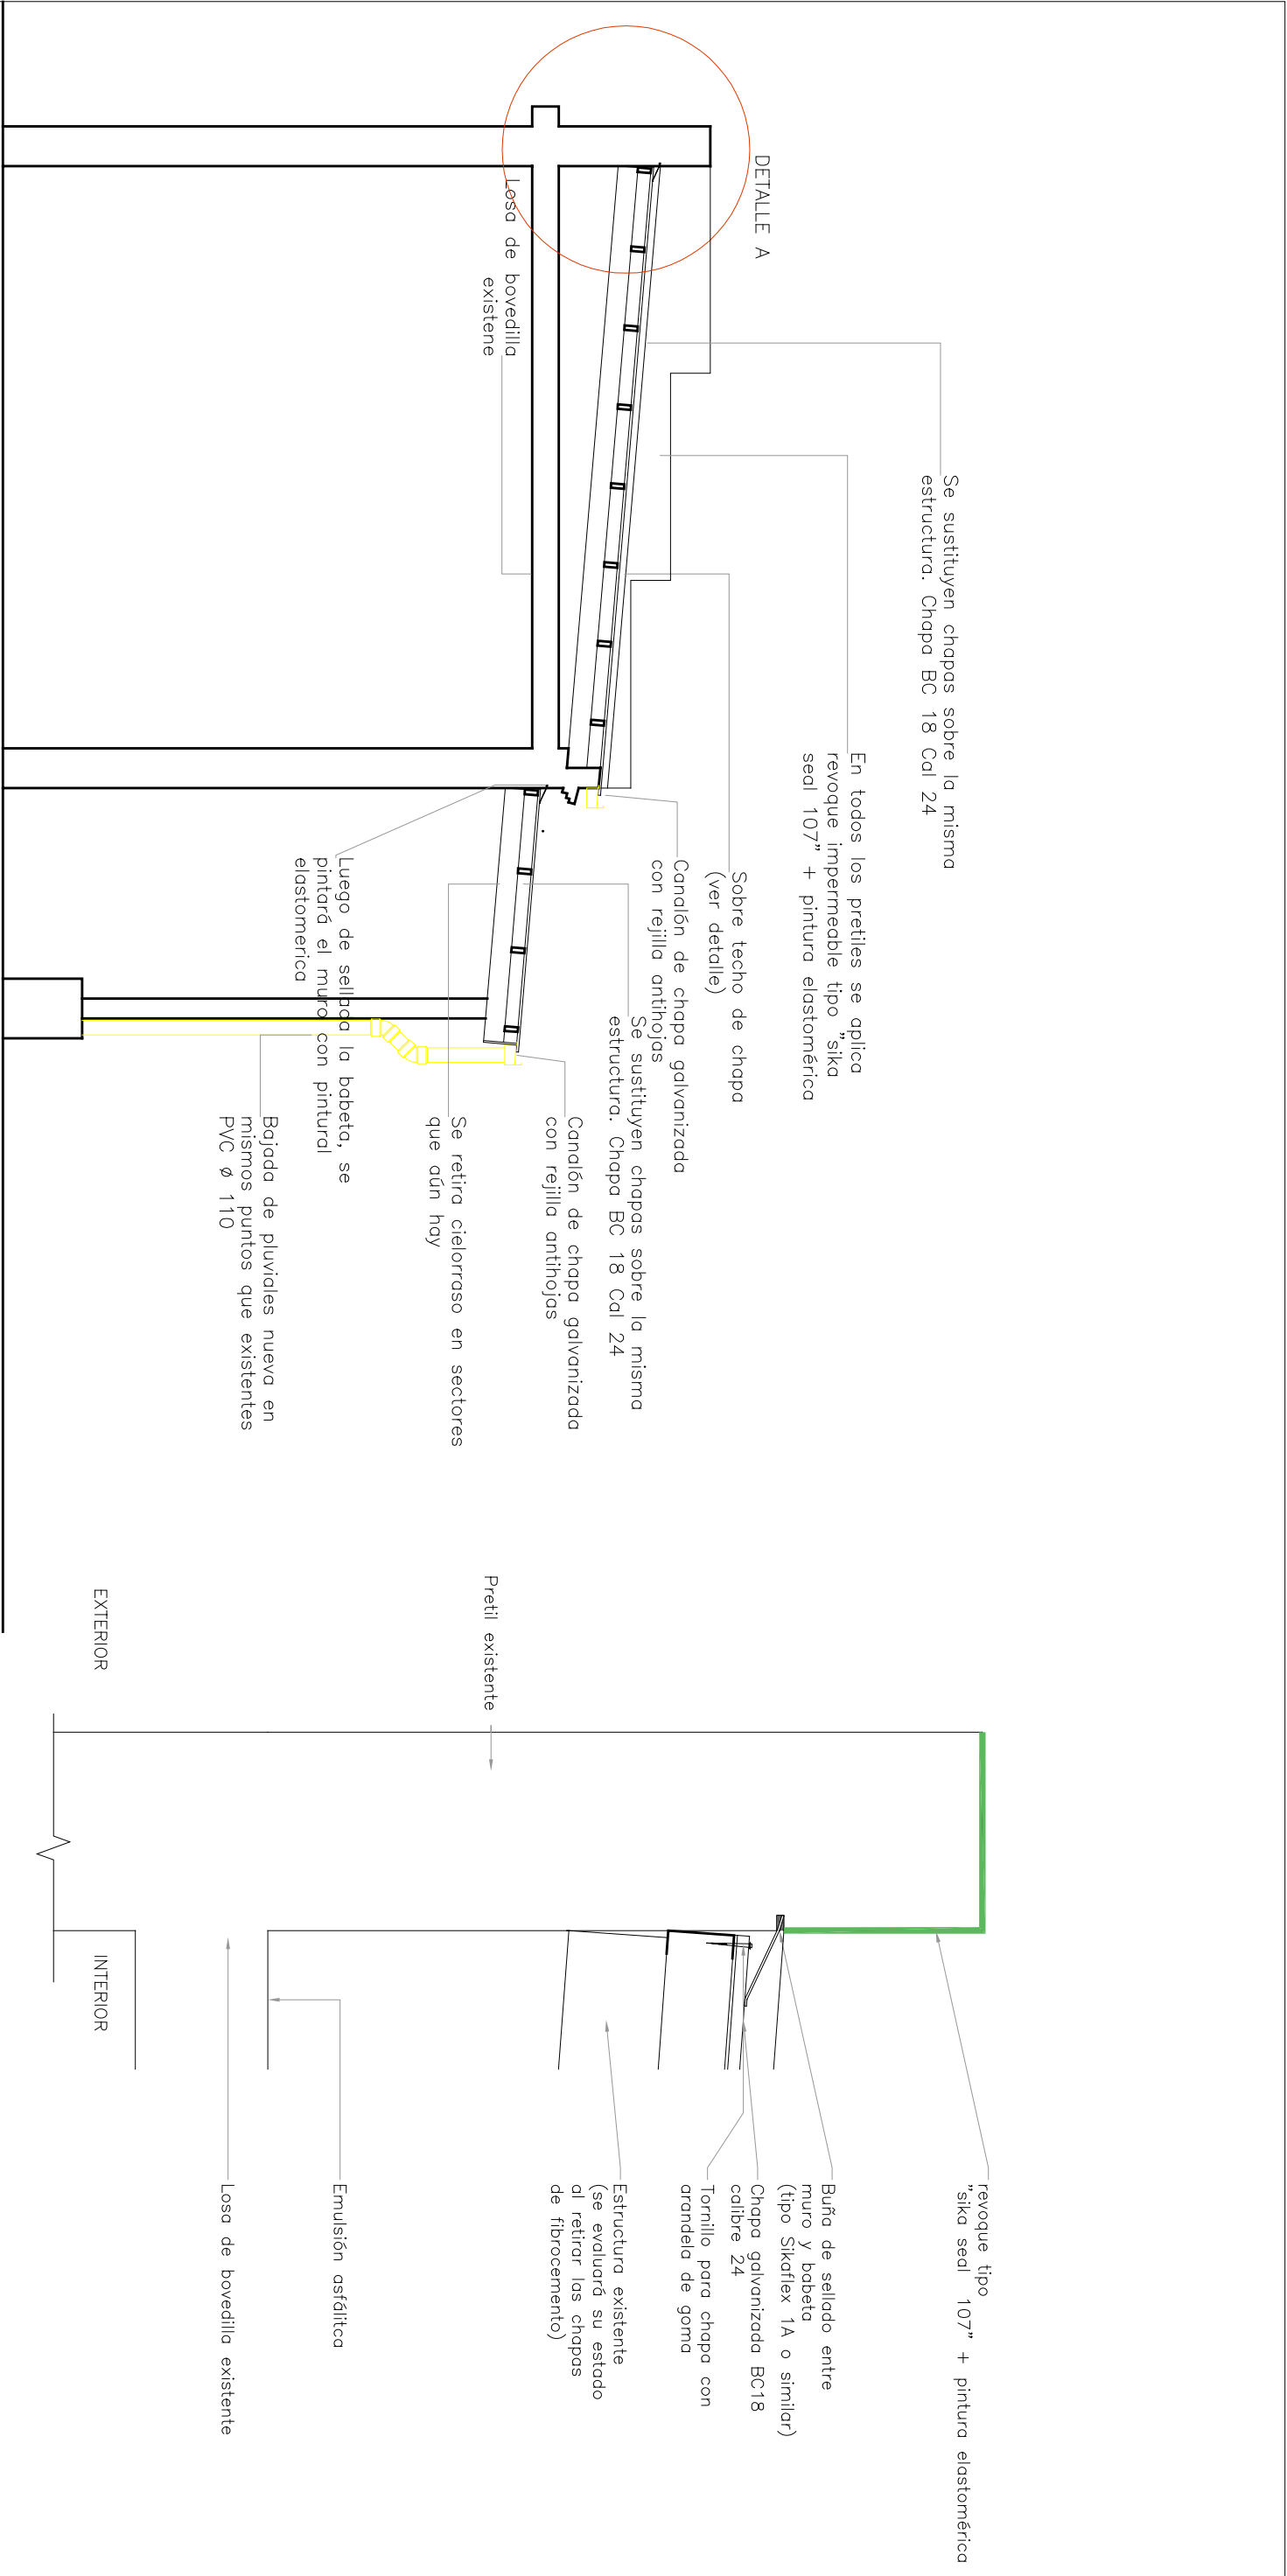 DETALLE A
Se sustituyen chapas sobre la misma
estructura. Chapa BC 18 Cal 24
En todos los pretiles se aplica
revoque impermeable tipo "sika
seal 107" + pintura elastomérica
Sobre techo de chapa
(ver detalle)
Canalón de chapa galvanizada
con rejilla antihojas
Se sustituyen chapas sobre la misma
estructura. Chapa BC 18 Cal 24
Canalón de chapa galvanizada
con rejilla antihojas
Losa de bovedilla
existene
Se retira cielorraso en sectores
que aún hay
Luego de sellada la babeta, se
pintará el muro con pintural
elastomerica
Bajada de pluviales nueva en
mismos puntos que existentes
PVC ø 110
revoque tipo
"sika seal 107" + pintura elastomérica
Buña de sellado entre
muro y babeta
(tipo Sikaflex 1A o similar)
Chapa galvanizada BC18
calibre 24
Tornillo para chapa con
arandela de goma
Estructura existente
(se evaluará su estado
al retirar las chapas
de fibrocemento)
Pretil existente
Emulsión asfálitca
Losa de bovedilla existente
EXTERIOR
INTERIOR